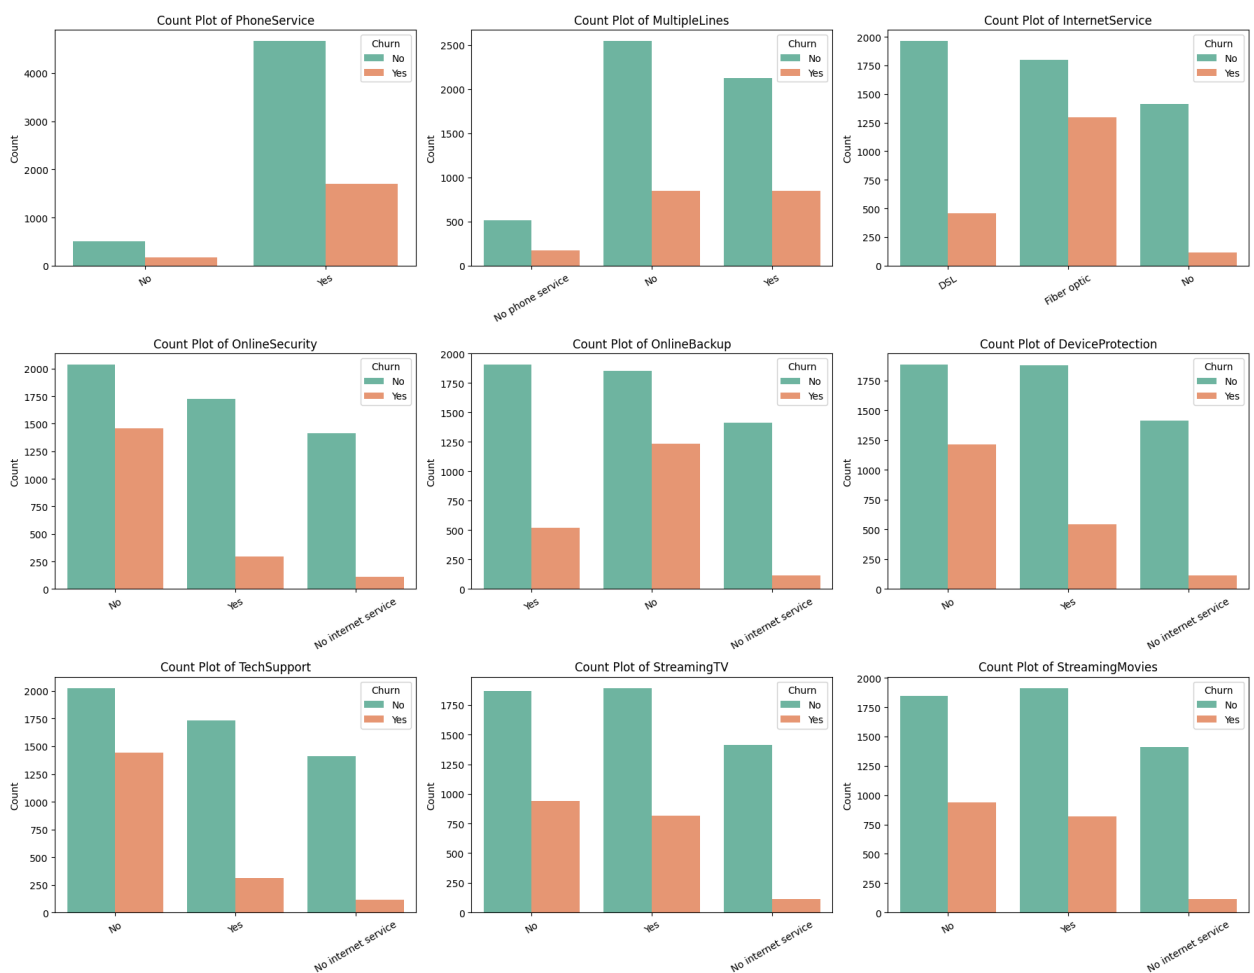 Count Plot of PhoneService
Count
4000
3000
2000
1000
0
No
Yes
Churn
No
Yes
Count Plot of MultipleLines
Count
2500
2000
1500
1000
500
0
No phone service
No
Yes
Churn
No
Yes
Count Plot of InternetService
Count
2000
1750
1500
1250
1000
750
500
250
0
DSL
Fiber optic
No
Churn
No
Yes
Count Plot of OnlineSecurity
Count
2000
1750
1500
1250
1000
750
500
250
0
No
Yes
No internet service
Churn
No
Yes
Count Plot of OnlineBackup
Count
2000
1750
1500
1250
1000
750
500
250
0
Yes
No
No internet service
Churn
No
Yes
Count Plot of DeviceProtection
Count
1750
1500
1250
1000
750
500
250
0
No
Yes
No internet service
Churn
No
Yes
Count Plot of TechSupport
Count
2000
1750
1500
1250
1000
750
500
250
0
No
Yes
No internet service
Churn
No
Yes
Count Plot of StreamingTV
Count
1750
1500
1250
1000
750
500
250
0
No
Yes
No internet service
Churn
No
Yes
Count Plot of StreamingMovies
Count
2000
1750
1500
1250
1000
750
500
250
0
No
Yes
No internet service
Churn
No
Yes